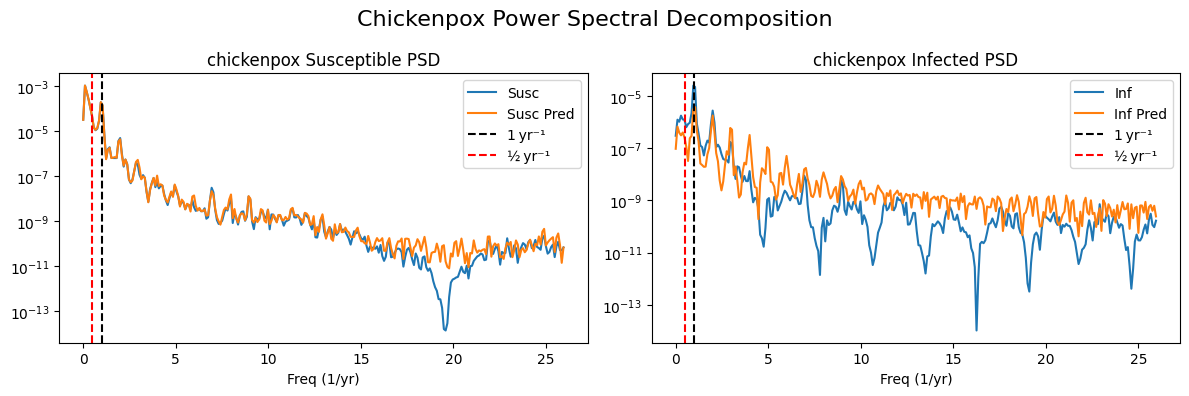 Chickenpox Power Spectral Decomposition
chickenpox Susceptible PSD
10⁻³
10⁻⁵
10⁻⁷
10⁻⁹
10⁻¹¹
10⁻¹³
Susc
Susc Pred
1 yr⁻¹
½ yr⁻¹
0 5 10 15 20 25
Freq (1/yr)
chickenpox Infected PSD
10⁻⁵
10⁻⁷
10⁻⁹
10⁻¹¹
10⁻¹³
Inf
Inf Pred
1 yr⁻¹
½ yr⁻¹
0 5 10 15 20 25
Freq (1/yr)